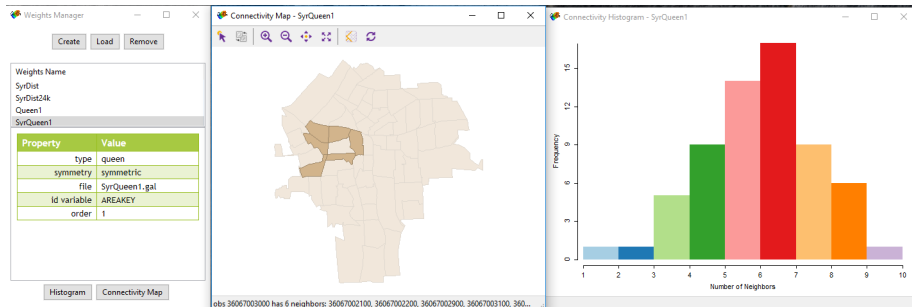 Weights Manager
Create Load Remove
Weights Name
SyrDist
SyrDist24k
Queen1
SyrQueen1
Property Value
type queen
symmetry symmetric
file SyrQueen1.gal
id variable AREAKEY
order 1
Histogram Connectivity Map
Connectivity Map - SyrQueen1
obs 36067003000 has 6 neighbors: 36067002100, 36067002200, 36067002900, 36067003100, 360...
Connectivity Histogram - SyrQueen1
Frequency
15
12
9
6
3
0
1 2 3 4 5 6 7 8 9 10
Number of Neighbors